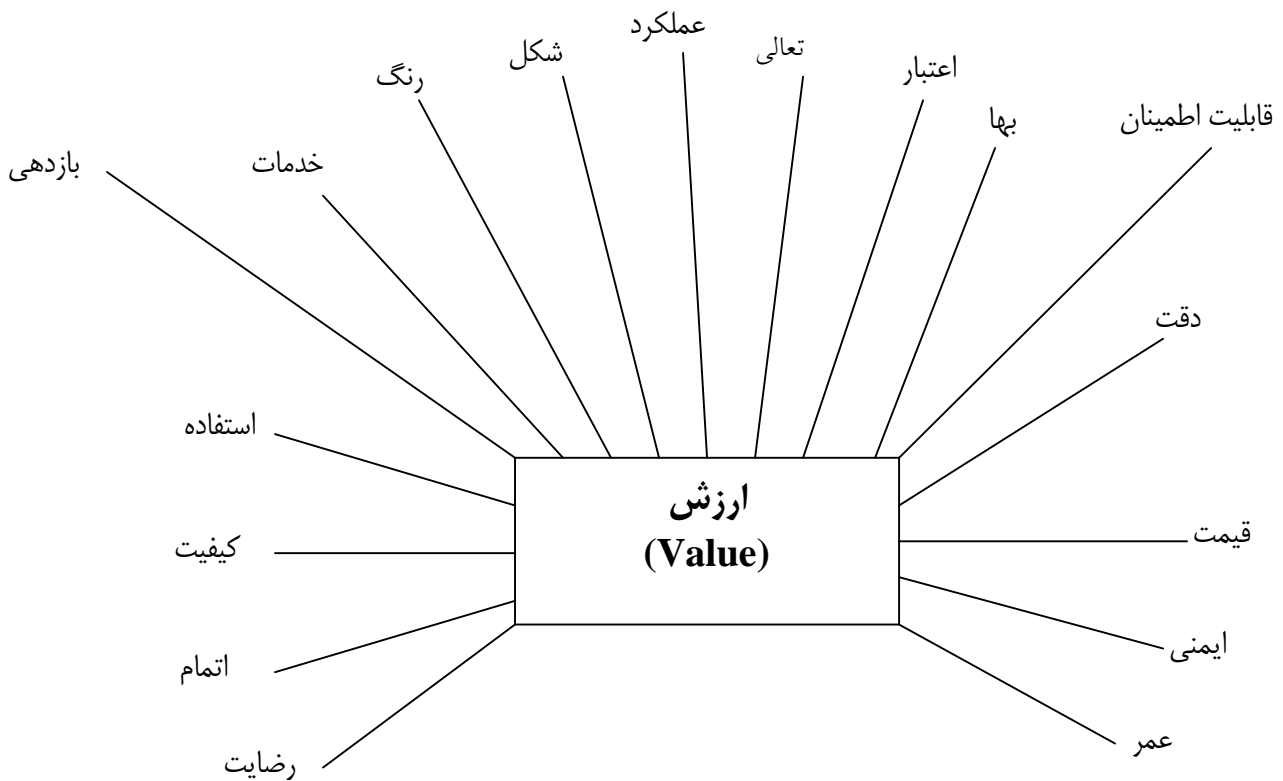 عملکرد
تعالی
شکل
اعتبار
رنگ
بها
قابلیت اطمینان
خدمات
بازدهی
دقت
استفاده
ارزش
(Value)
قیمت
کیفیت
ایمنی
اتمام
عمر
رضایت